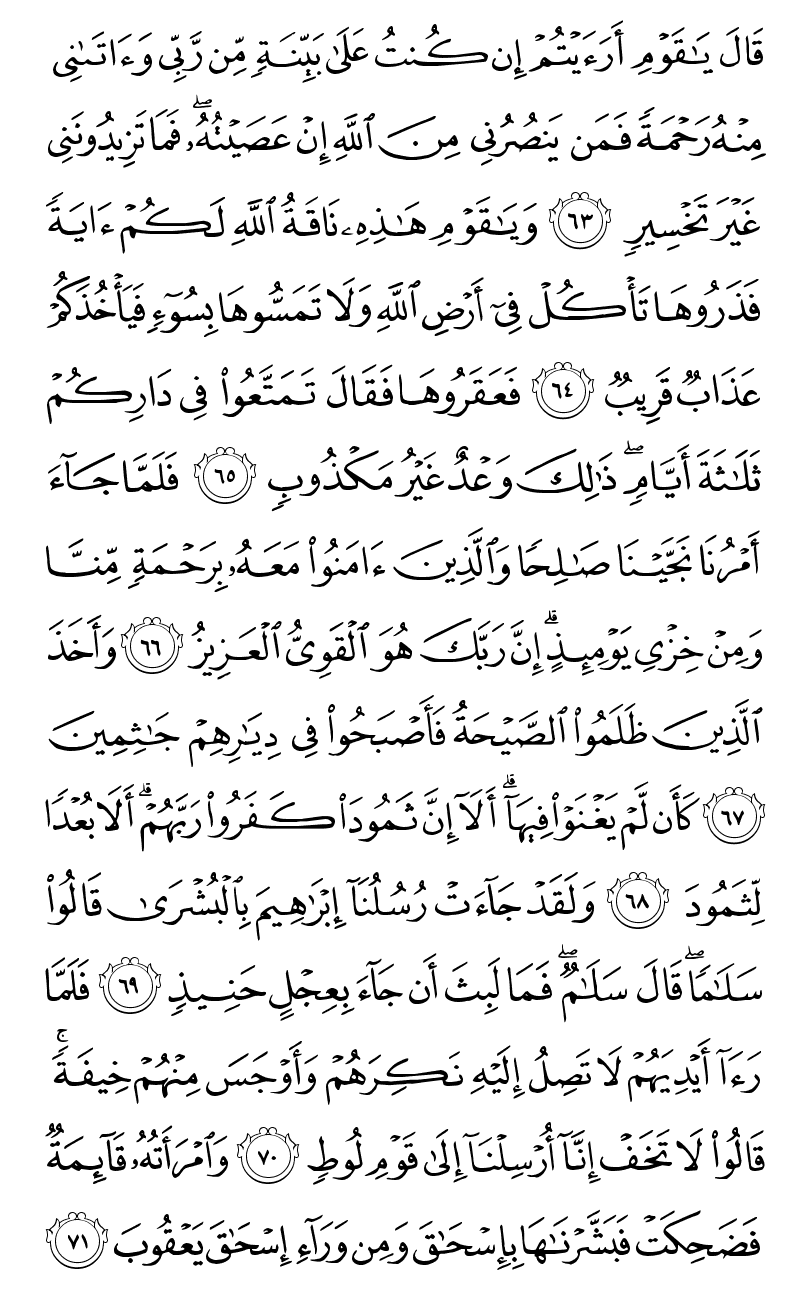 قَالَ يَٰقَوْمِ أَرَءَيْتُمْ إِن كُنتُ عَلَىٰ بَيِّنَةٍ مِّن رَّبِّى وَءَاتَىٰنِى
مِنْهُ رَحْمَةً فَمَن يَنصُرُنِى مِنَ ٱللَّهِ إِنْ عَصَيْتُهُۥ ۖ فَمَا تَزِيدُونَنِى
غَيْرَ تَخْسِيرٍ ٦٣ وَيَٰقَوْمِ هَٰذِهِۦ نَاقَةُ ٱللَّهِ لَكُمْ ءَايَةً
فَذَرُوهَا تَأْكُلْ فِىٓ أَرْضِ ٱللَّهِ وَلَا تَمَسُّوهَا بِسُوٓءٍ فَيَأْخُذَكُمْ
عَذَابٌ قَرِيبٌ ٦٤ فَعَقَرُوهَا فَقَالَ تَمَتَّعُوا۟ فِى دَارِكُمْ
ثَلَٰثَةَ أَيَّامٍ ۖ ذَٰلِكَ وَعْدٌ غَيْرُ مَكْذُوبٍ ٦٥ فَلَمَّا جَآءَ
أَمْرُنَا نَجَّيْنَا صَٰلِحًا وَٱلَّذِينَ ءَامَنُوا۟ مَعَهُۥ بِرَحْمَةٍ مِّنَّا
وَمِنْ خِزْىِ يَوْمِئِذٍ ۗ إِنَّ رَبَّكَ هُوَ ٱلْقَوِىُّ ٱلْعَزِيزُ ٦٦ وَأَخَذَ
ٱلَّذِينَ ظَلَمُوا۟ ٱلصَّيْحَةُ فَأَصْبَحُوا۟ فِى دِيَٰرِهِمْ جَٰثِمِينَ
٦٧ كَأَن لَّمْ يَغْنَوْا۟ فِيهَآ ۗ أَلَآ إِنَّ ثَمُودَا۟ كَفَرُوا۟ رَبَّهُمْ ۗ أَلَا بُعْدًا
لِّثَمُودَ ٦٨ وَلَقَدْ جَآءَتْ رُسُلُنَآ إِبْرَٰهِيمَ بِٱلْبُشْرَىٰ قَالُوا۟
سَلَٰمًا ۖ قَالَ سَلَٰمٌ ۖ فَمَا لَبِثَ أَن جَآءَ بِعِجْلٍ حَنِيذٍ ٦٩ فَلَمَّا
رَءَآ أَيْدِيَهُمْ لَا تَصِلُ إِلَيْهِ نَكِرَهُمْ وَأَوْجَسَ مِنْهُمْ خِيفَةً ۚ
قَالُوا۟ لَا تَخَفْ إِنَّآ أُرْسِلْنَآ إِلَىٰ قَوْمِ لُوطٍ ٧٠ وَٱمْرَأَتُهُۥ قَآئِمَةٌ
فَضَحِكَتْ فَبَشَّرْنَٰهَا بِإِسْحَٰقَ وَمِن وَرَآءِ إِسْحَٰقَ يَعْقُوبَ ٧١